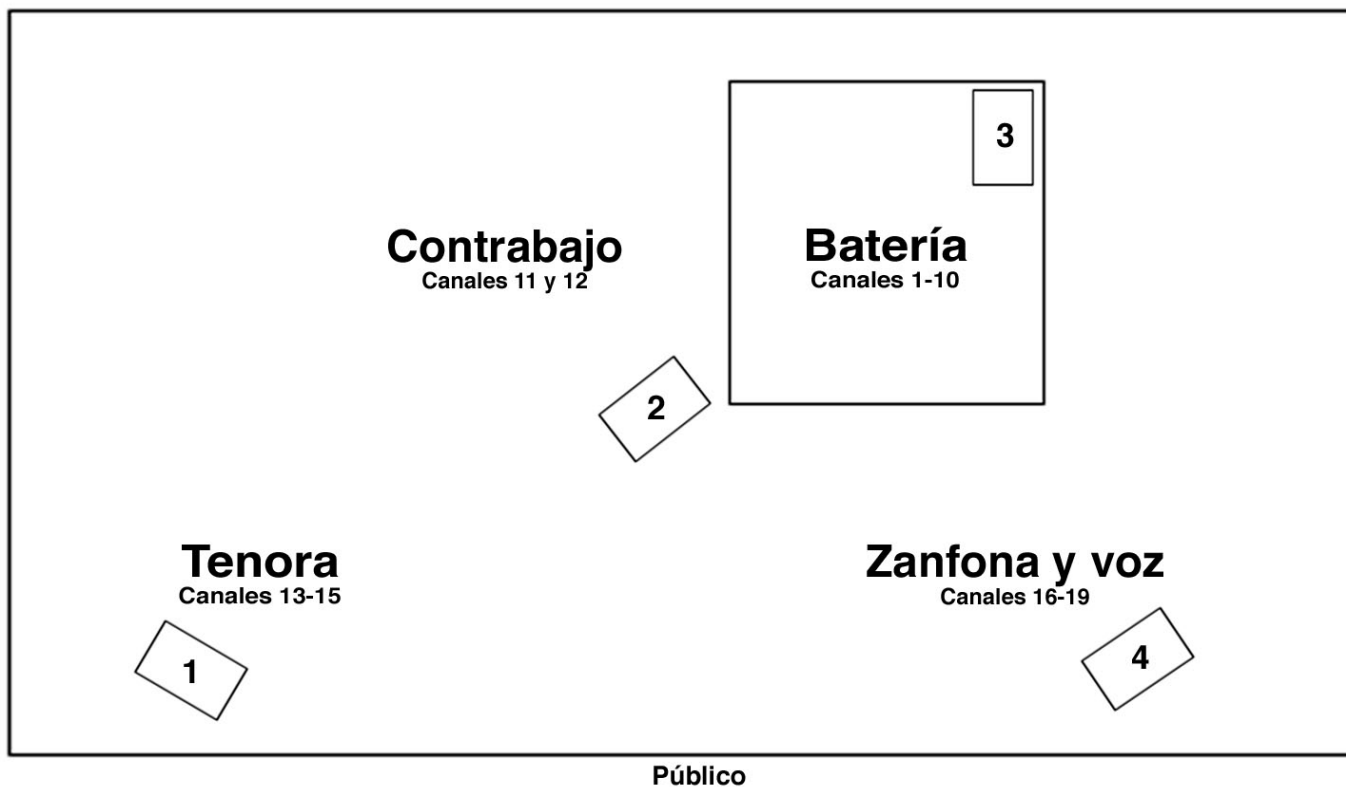 3
Contrabajo
Canales 11 y 12
Batería
Canales 1-10
2
Tenora
Canales 13-15
Zanfona y voz
Canales 16-19
1
4
Público